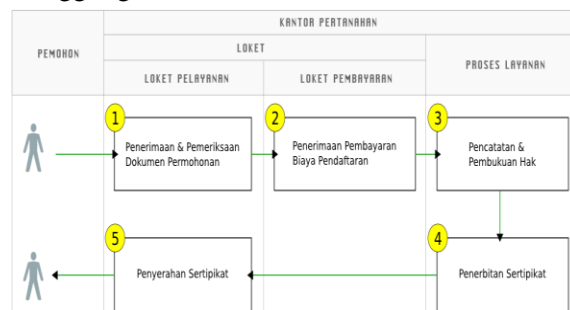 KANTOR PERTANAHAN
PEMOHON
LOKET
PROSES LAYANAN
LOKET PELAYANAN
LOKET PEMBAYARAN
1
2
3
Penerimaan & Pemeriksaan
Dokumen Permohonan
Penerimaan Pembayaran
Biaya Pendaftaran
Pencatatan &
Pembukuan Hak
5
4
Penyerahan Sertipikat
Penerbitan Sertipikat